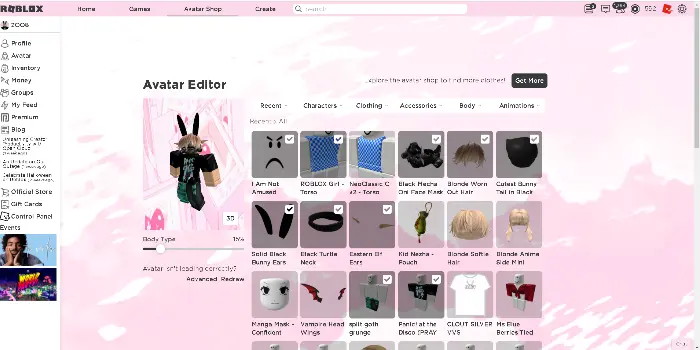 ROBLOX
Home
Games
Avatar Shop
Create
Search
Profile
Avatar
Inventory
Money
Groups
My Feed
Premium
Blog
Official Store
Gift Cards
Control Panel
Events
Avatar Editor
Explore the avatar shop to find more clothes!
Get More
Recent
Characters
Clothing
Accessories
Body
Animations
Recent > All
3D
Body Type
15%
Avatar isn't loading correctly?
Advanced
Redraw
I Am Not
Amused
ROBLOX Girl -
Torso
NeoClassic C
#2 - Torso
Black Mecha
Oni Face Mask
Blonde Worn
Out Hair
Cutest Bunny
Tail in Black
Solid Black
Bunny Ears
Black Turtle
Neck
Eastern Elf
Ears
Kid Nezha -
Pouch
Blonde Softie
Hair
Blonde Anime
Side Mini
Manga Mask -
Confident
Vampire Head
Wings
split goth
grunge
Panic! at the
Disco [PRAY
CLOUT SILVER
VVS
Ms Blue
Berries Tied
Chat